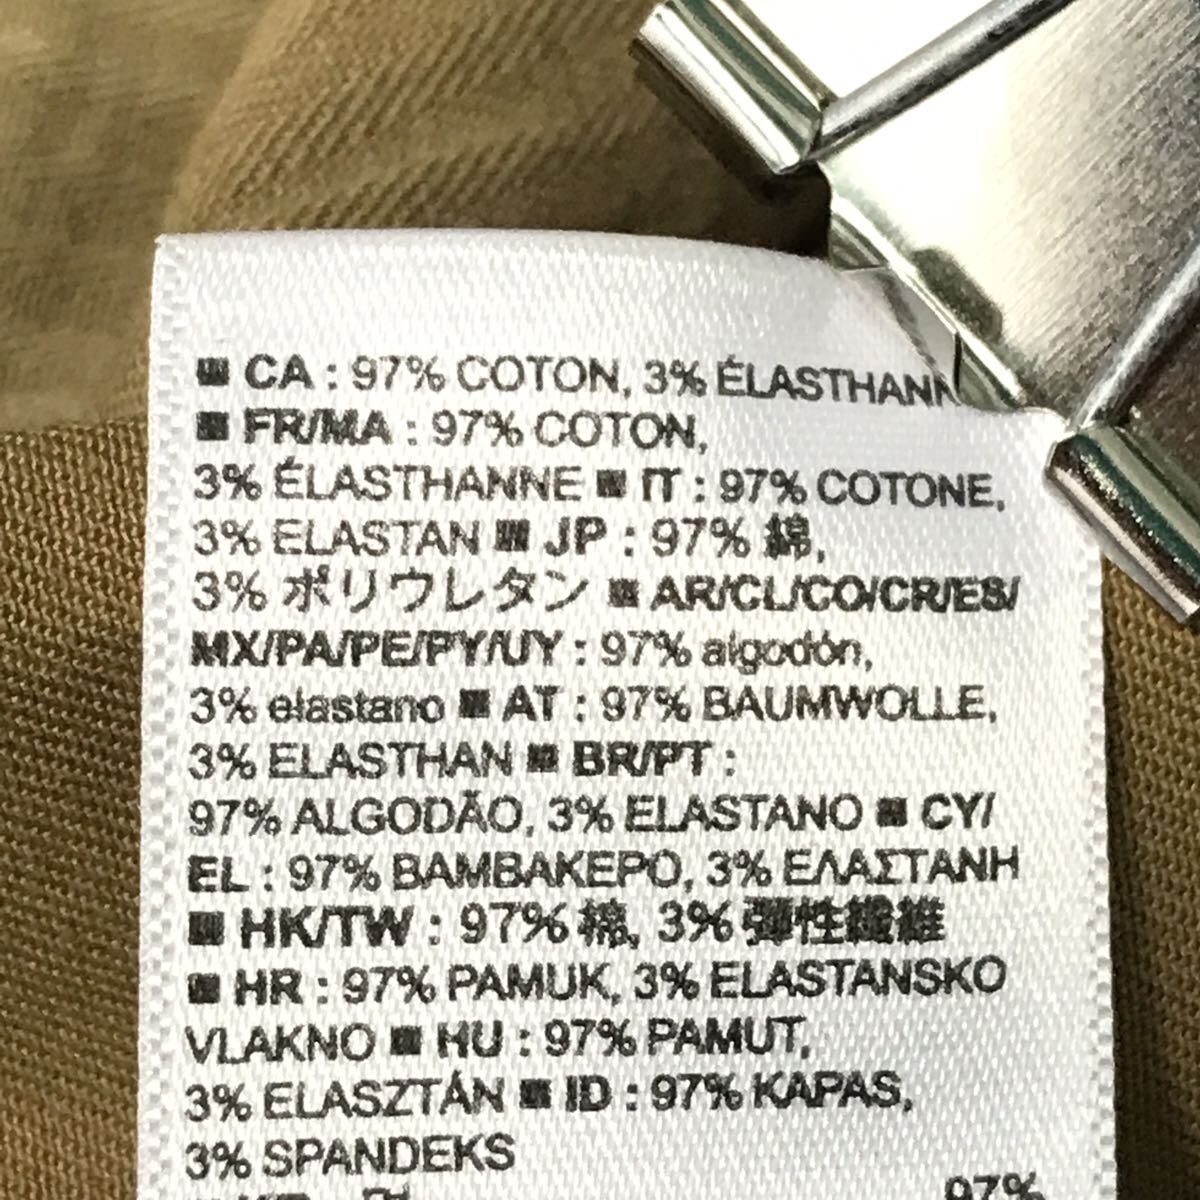 ■ CA : 97% COTON, 3% ÉLASTHANN
■ FR/MA : 97% COTON,
3% ÉLASTHANNE ■ IT : 97% COTONE,
3% ELASTAN ■ JP : 97% 綿,
3% ポリウレタン ■ AR/CL/CO/CR/ES/
MX/PA/PE/PY/UY : 97% algodón,
3% elastano ■ AT : 97% BAUMWOLLE,
3% ELASTHAN ■ BR/PT :
97% ALGODÃO, 3% ELASTANO ■ CY/
EL : 97% ΒΑΜΒΑΚΕΡΟ, 3% ΕΛΑΣΤΑΝΗ
■ HK/TW : 97% 棉, 3% 彈性纖維
■ HR : 97% PAMUK, 3% ELASTANSKO
VLAKNO ■ HU : 97% PAMUT,
3% ELASZTÁN ■ ID : 97% KAPAS,
3% SPANDEKS
97%